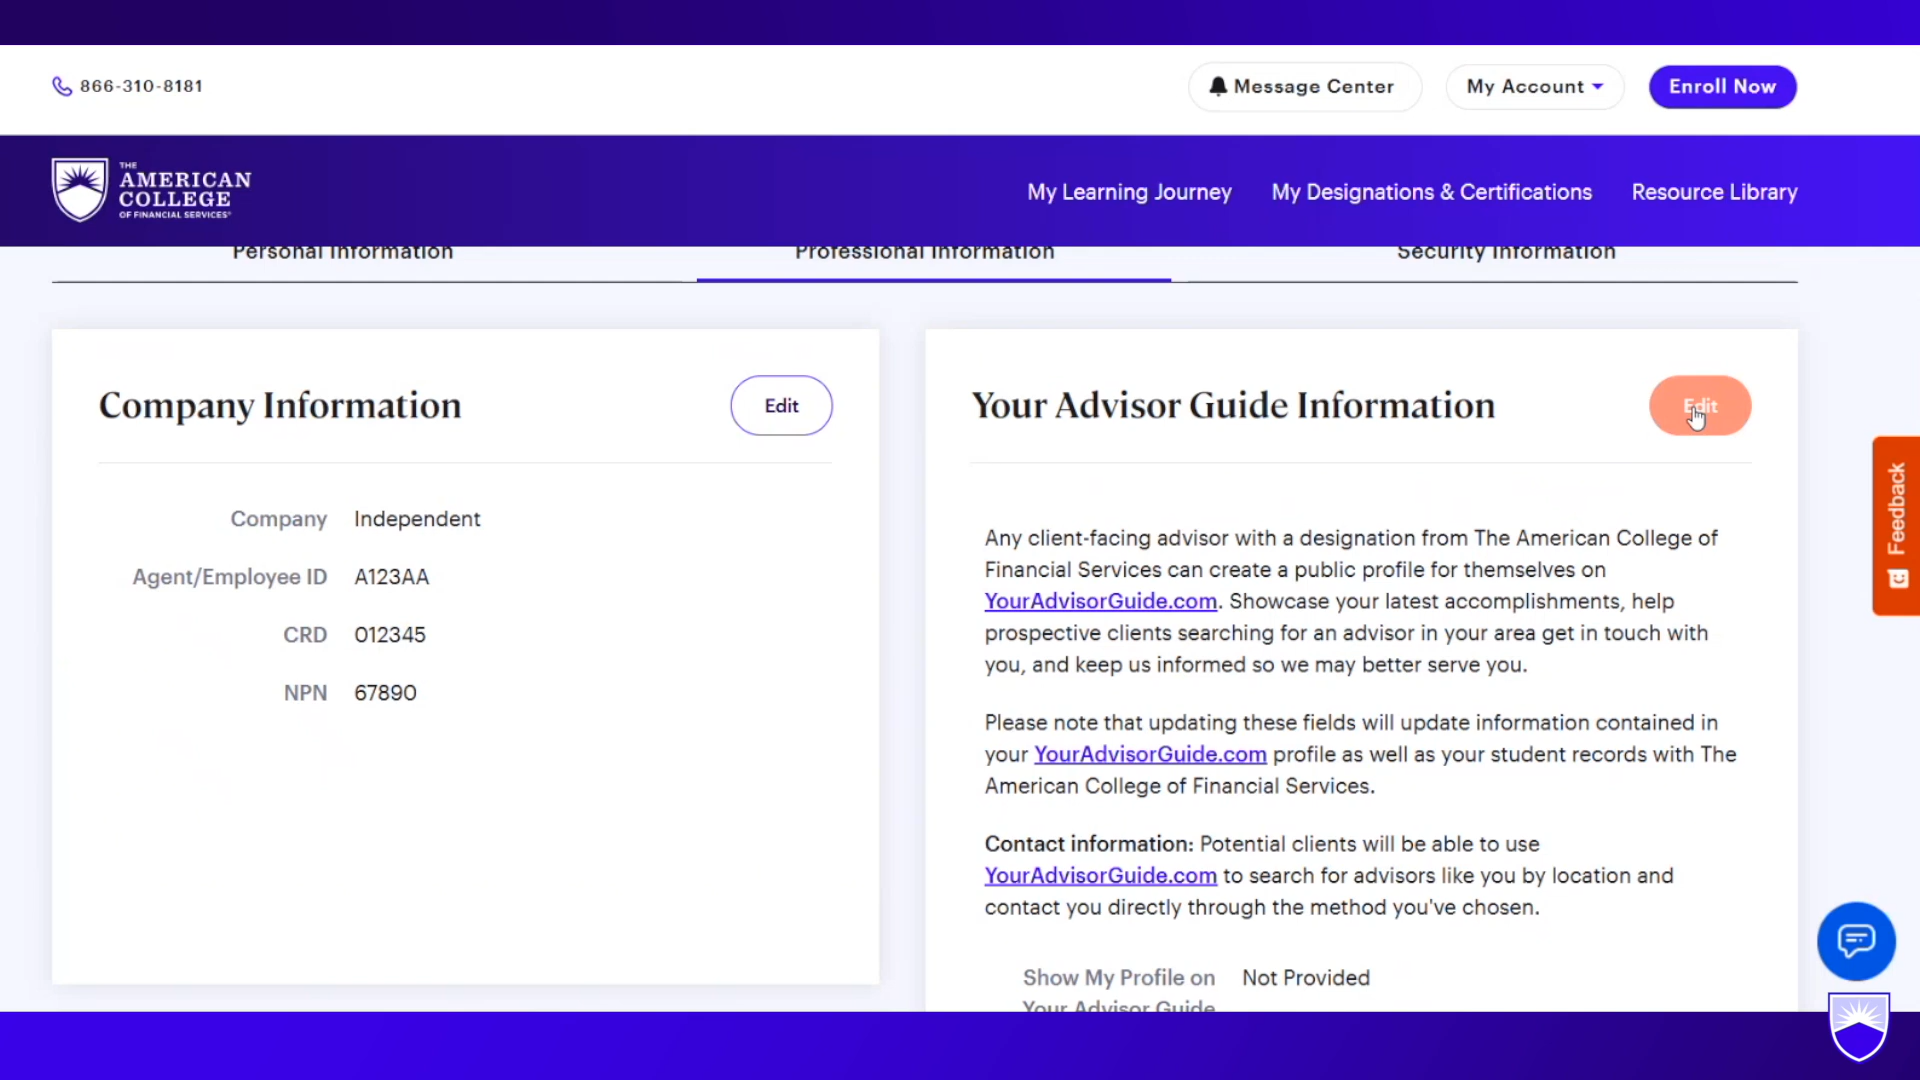 866-310-8181
Message Center
My Account
Enroll Now
THE
AMERICAN
COLLEGE
OF FINANCIAL SERVICES®
My Learning Journey
My Designations & Certifications
Resource Library
Personal Information
Professional Information
Security Information
Company Information
Edit
Company Independent
Agent/Employee ID A123AA
CRD 012345
NPN 67890
Your Advisor Guide Information
Edit
Any client-facing advisor with a designation from The American College of
Financial Services can create a public profile for themselves on
YourAdvisorGuide.com. Showcase your latest accomplishments, help
prospective clients searching for an advisor in your area get in touch with
you, and keep us informed so we may better serve you.
Please note that updating these fields will update information contained in
your YourAdvisorGuide.com profile as well as your student records with The
American College of Financial Services.
Contact information: Potential clients will be able to use
YourAdvisorGuide.com to search for advisors like you by location and
contact you directly through the method you've chosen.
Show My Profile on Not Provided
Your Advisor Guide
Feedback